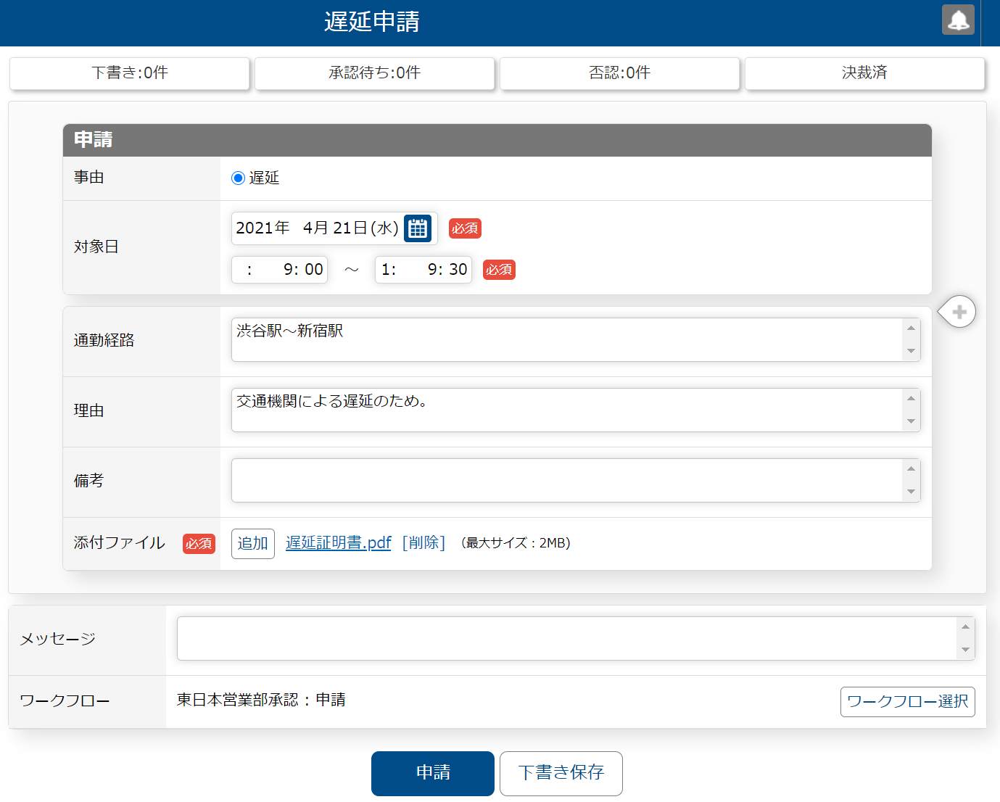 遅延申請
下書き:0件 承認待ち:0件 否認:0件 決裁済
申請
事由 遅延
対象日 2021年 4月 21日(水) 必須
: 9: 00 ～ 1: 9: 30 必須
通勤経路 渋谷駅～新宿駅
理由 交通機関による遅延のため。
備考
添付ファイル 必須 追加 遅延証明書.pdf [削除] (最大サイズ：2MB)
メッセージ
ワークフロー 東日本営業部承認：申請 ワークフロー選択
申請 下書き保存